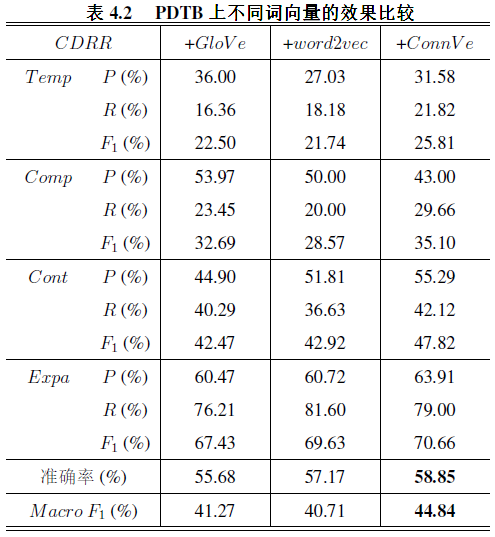 表 4.2 PDTB 上不同词向量的效果比较
CDRR +GloVe +word2vec +ConnVe
Temp P (%) 36.00 27.03 31.58
R (%) 16.36 18.18 21.82
F1 (%) 22.50 21.74 25.81
Comp P (%) 53.97 50.00 43.00
R (%) 23.45 20.00 29.66
F1 (%) 32.69 28.57 35.10
Cont P (%) 44.90 51.81 55.29
R (%) 40.29 36.63 42.12
F1 (%) 42.47 42.92 47.82
Expa P (%) 60.47 60.72 63.91
R (%) 76.21 81.60 79.00
F1 (%) 67.43 69.63 70.66
准确率 (%) 55.68 57.17 58.85
Macro F1 (%) 41.27 40.71 44.84